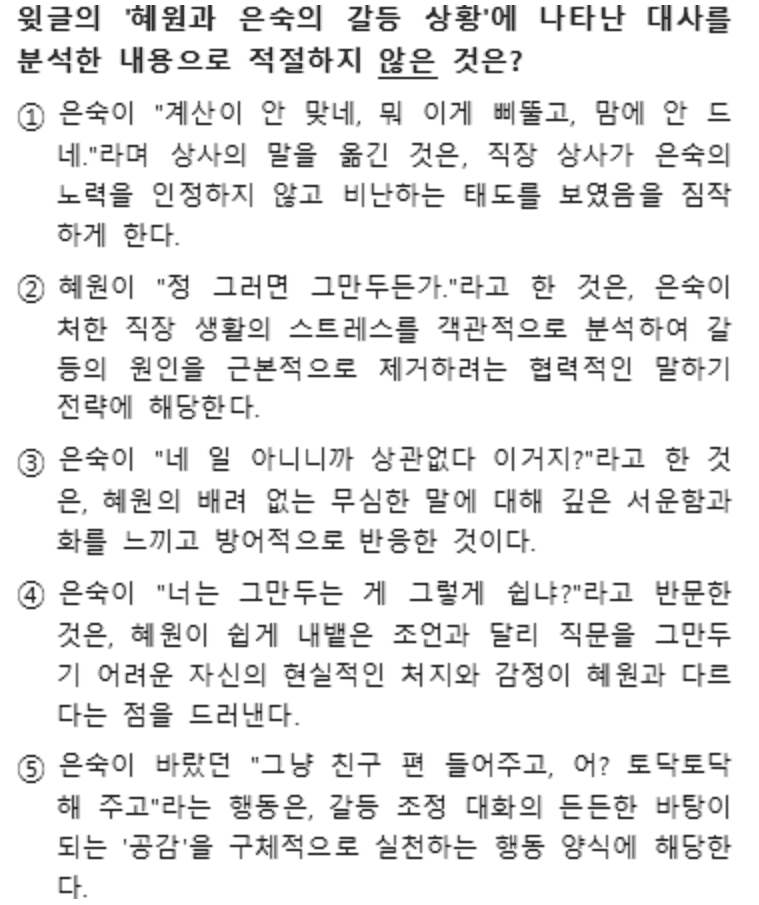 윗글의 '혜원과 은숙의 갈등 상황'에 나타난 대사를
분석한 내용으로 적절하지 않은 것은?
① 은숙이 "계산이 안 맞네, 뭐 이게 삐뚤고, 맘에 안 드
네."라며 상사의 말을 옮긴 것은, 직장 상사가 은숙의
노력을 인정하지 않고 비난하는 태도를 보였음을 짐작
하게 한다.
② 혜원이 "정 그러면 그만두든가."라고 한 것은, 은숙이
처한 직장 생활의 스트레스를 객관적으로 분석하여 갈
등의 원인을 근본적으로 제거하려는 협력적인 말하기
전략에 해당한다.
③ 은숙이 "네 일 아니니까 상관없다 이거지?"라고 한 것
은, 혜원의 배려 없는 무심한 말에 대해 깊은 서운함과
화를 느끼고 방어적으로 반응한 것이다.
④ 은숙이 "너는 그만두는 게 그렇게 쉽냐?"라고 반문한
것은, 혜원이 쉽게 내뱉은 조언과 달리 직문을 그만두
기 어려운 자신의 현실적인 처지와 감정이 혜원과 다르
다는 점을 드러낸다.
⑤ 은숙이 바랐던 "그냥 친구 편 들어주고, 어? 토닥토닥
해 주고"라는 행동은, 갈등 조정 대화의 든든한 바탕이
되는 '공감'을 구체적으로 실천하는 행동 양식에 해당한
다.